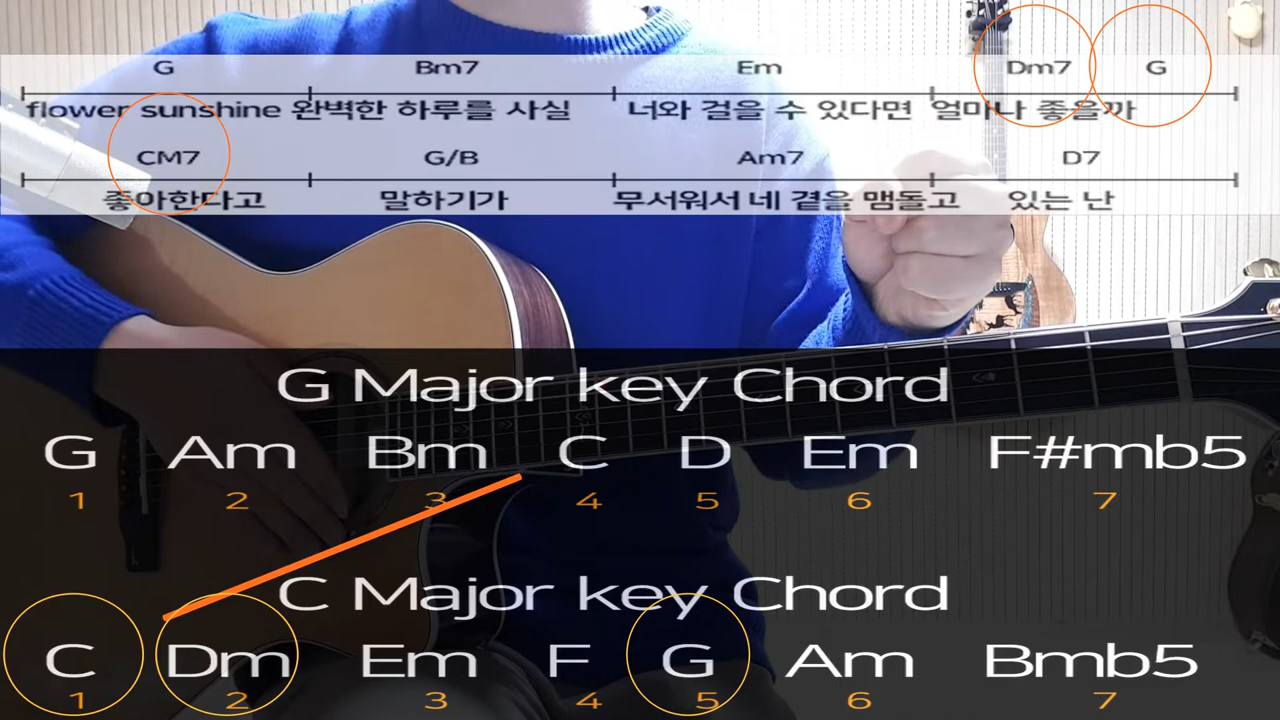 G Bm7 Em Dm7 G
flower sunshine 완벽한 하루를 사실 너와 걸을 수 있다면 얼마나 좋을까
CM7 G/B Am7 D7
좋아한다고 말하기가 무서워서 네 곁을 맴돌고 있는 난
G Major key Chord
G Am Bm C D Em F#mb5
1 2 3 4 5 6 7
C Major key Chord
C Dm Em F G Am Bmb5
1 2 3 4 5 6 7